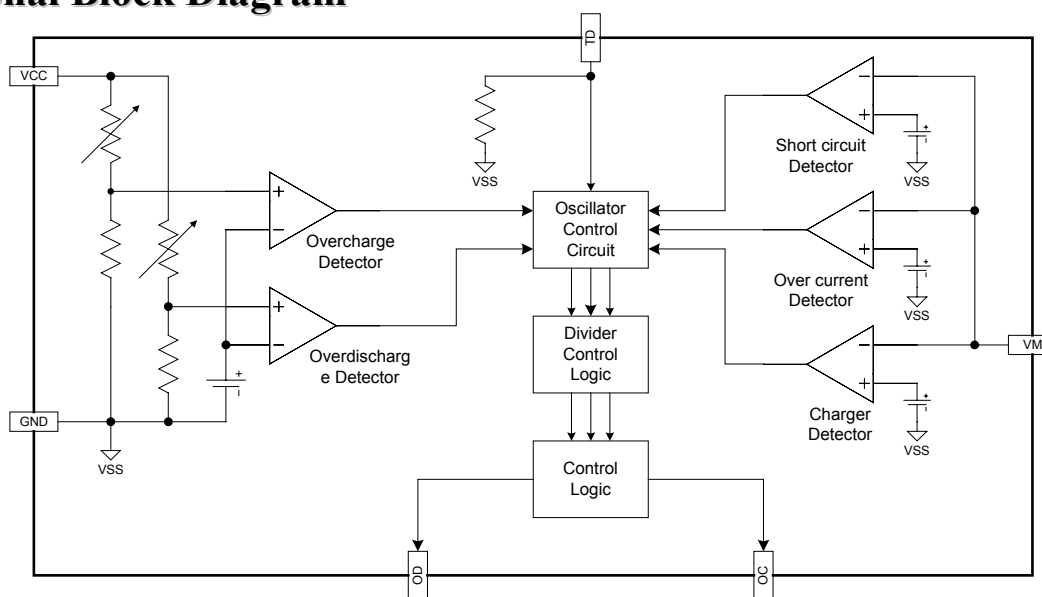 nal Block Diagram
TD
VCC
VSS
Short circuit
Detector
VSS
Overcharge
Detector
Oscillator
Control
Circuit
Over current
Detector
VSS
Overdischarg
e Detector
Divider
Control
Logic
VM
Charger
Detector
VSS
GND
VSS
Control
Logic
OD
OC